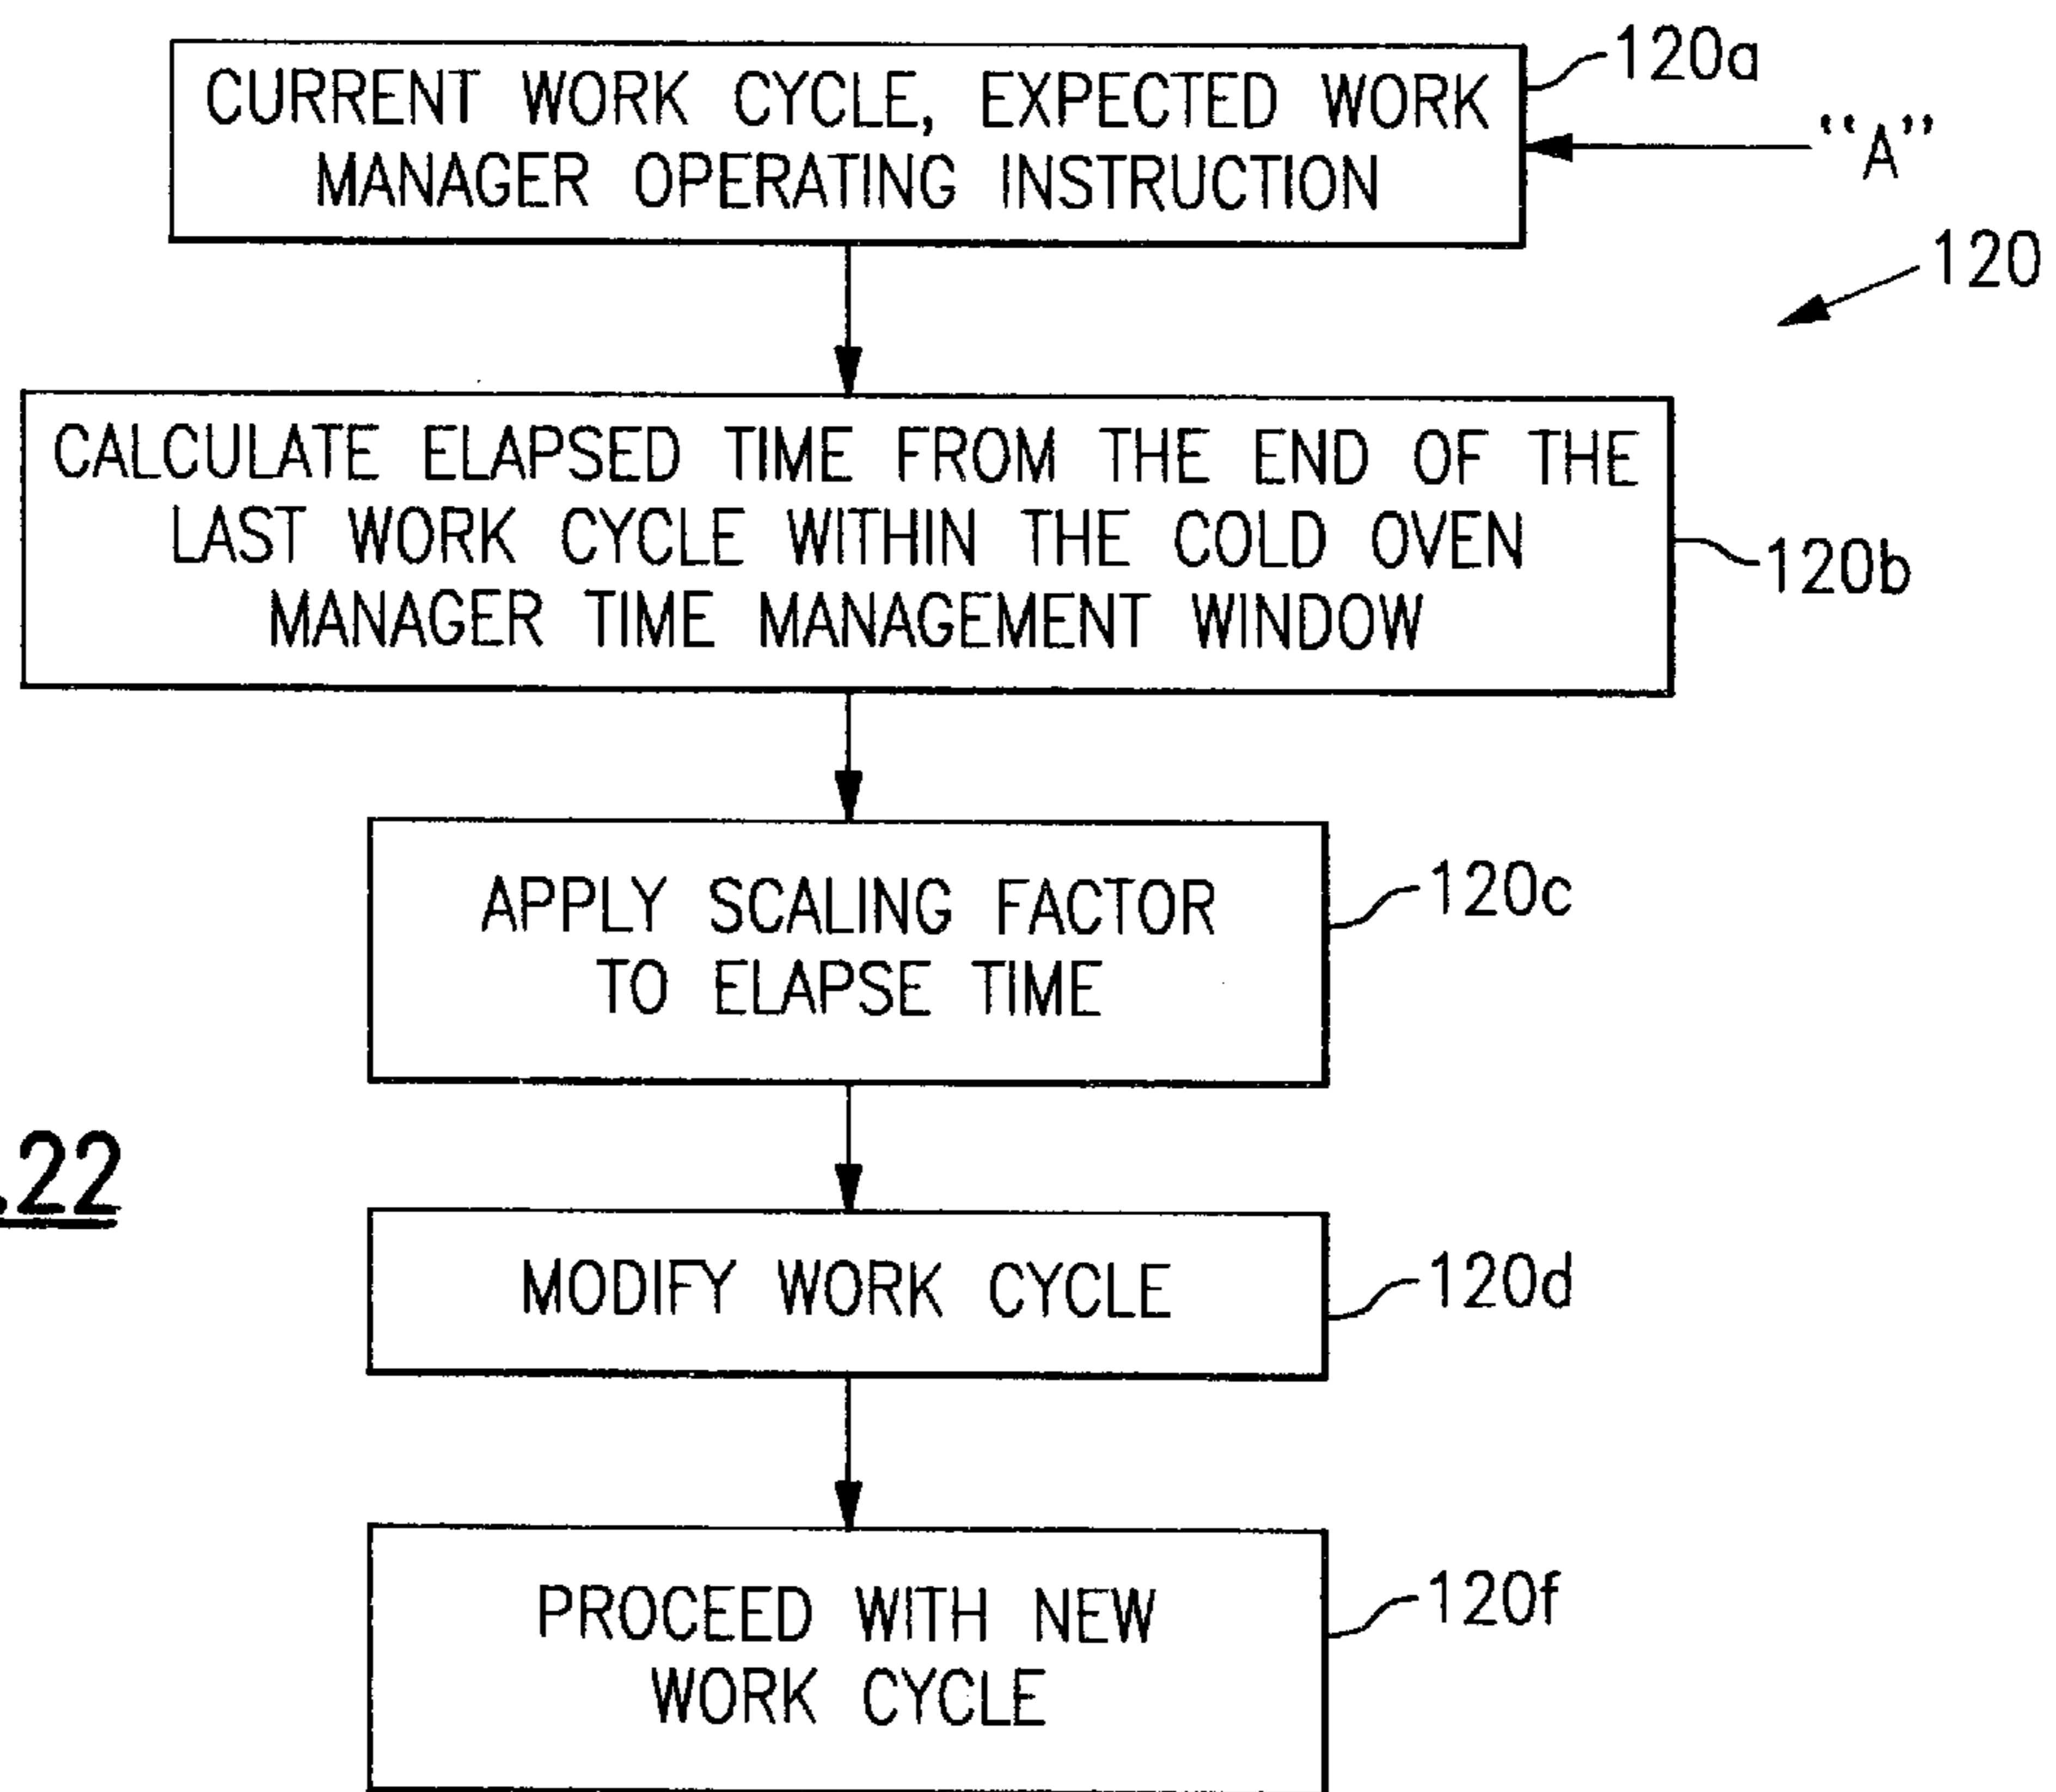 120a
CURRENT WORK CYCLE, EXPECTED WORK
MANAGER OPERATING INSTRUCTION
"A"
120
CALCULATE ELAPSED TIME FROM THE END OF THE
LAST WORK CYCLE WITHIN THE COLD OVEN
MANAGER TIME MANAGEMENT WINDOW
120b
APPLY SCALING FACTOR
TO ELAPSE TIME
120c
.22
MODIFY WORK CYCLE
120d
PROCEED WITH NEW
WORK CYCLE
120f